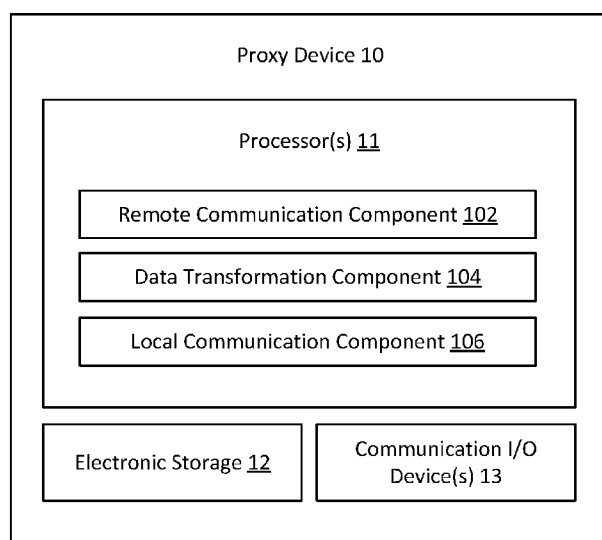 Proxy Device 10
Processor(s) 11
Remote Communication Component 102
Data Transformation Component 104
Local Communication Component 106
Electronic Storage 12
Communication I/O
Device(s) 13